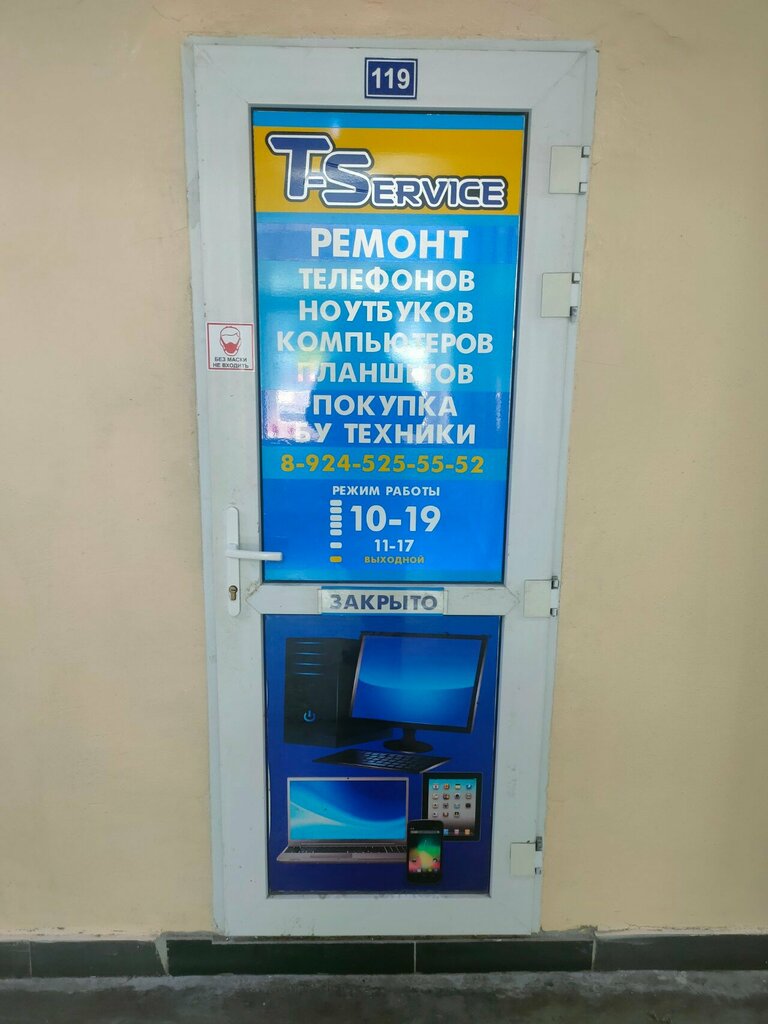 119
T-SERVICE
РЕМОНТ
ТЕЛЕФОНОВ
НОУТБУКОВ
КОМПЬЮТЕРОВ
ПЛАНШЕТОВ
ПОКУПКА
БУ ТЕХНИКИ
8-924-525-55-52
РЕЖИМ РАБОТЫ
10-19
11-17
ВЫХОДНОЙ
БЕЗ МАСКИ
НЕ ВХОДИТЬ
ЗАКРЫТО